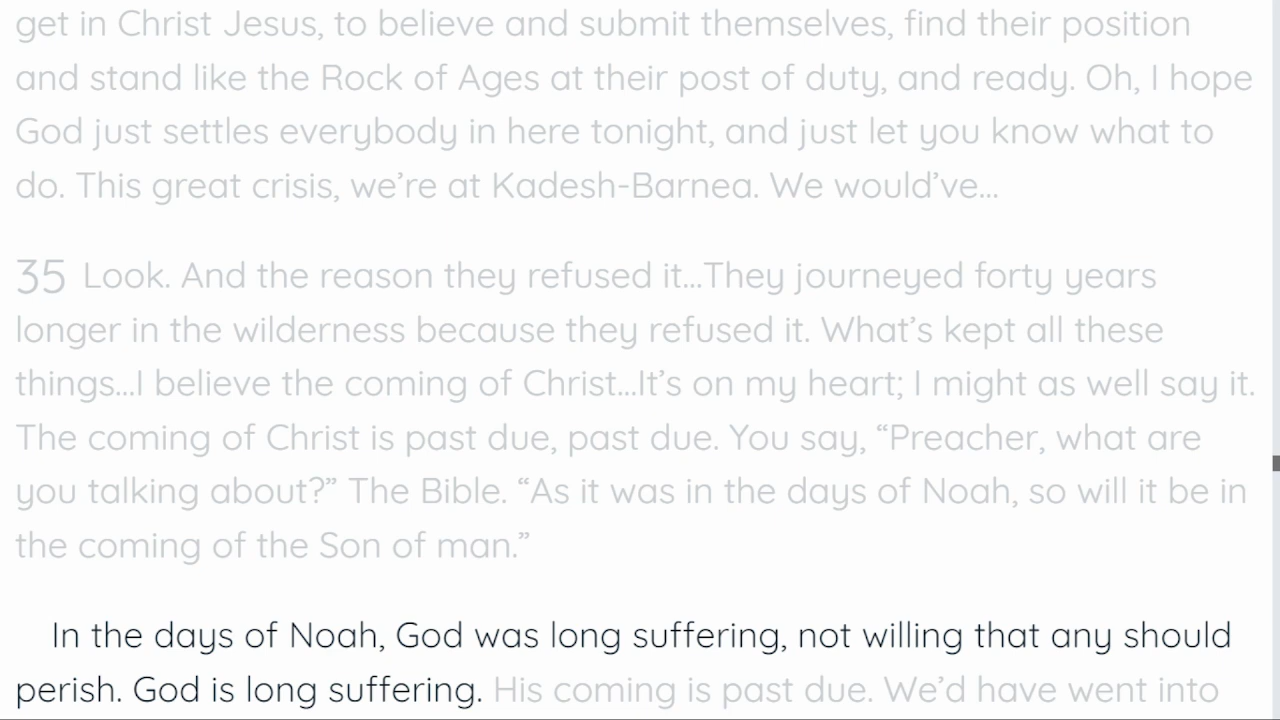 get in Christ Jesus, to believe and submit themselves, find their position
and stand like the Rock of Ages at their post of duty, and ready. Oh, I hope
God just settles everybody in here tonight, and just let you know what to
do. This great crisis, we’re at Kadesh-Barnea. We would’ve...
35 Look. And the reason they refused it...They journeyed forty years
longer in the wilderness because they refused it. What’s kept all these
things...I believe the coming of Christ...It’s on my heart; I might as well say it.
The coming of Christ is past due, past due. You say, “Preacher, what are
you talking about?” The Bible. “As it was in the days of Noah, so will it be in
the coming of the Son of man.”
In the days of Noah, God was long suffering, not willing that any should
perish. God is long suffering. His coming is past due. We’d have went into